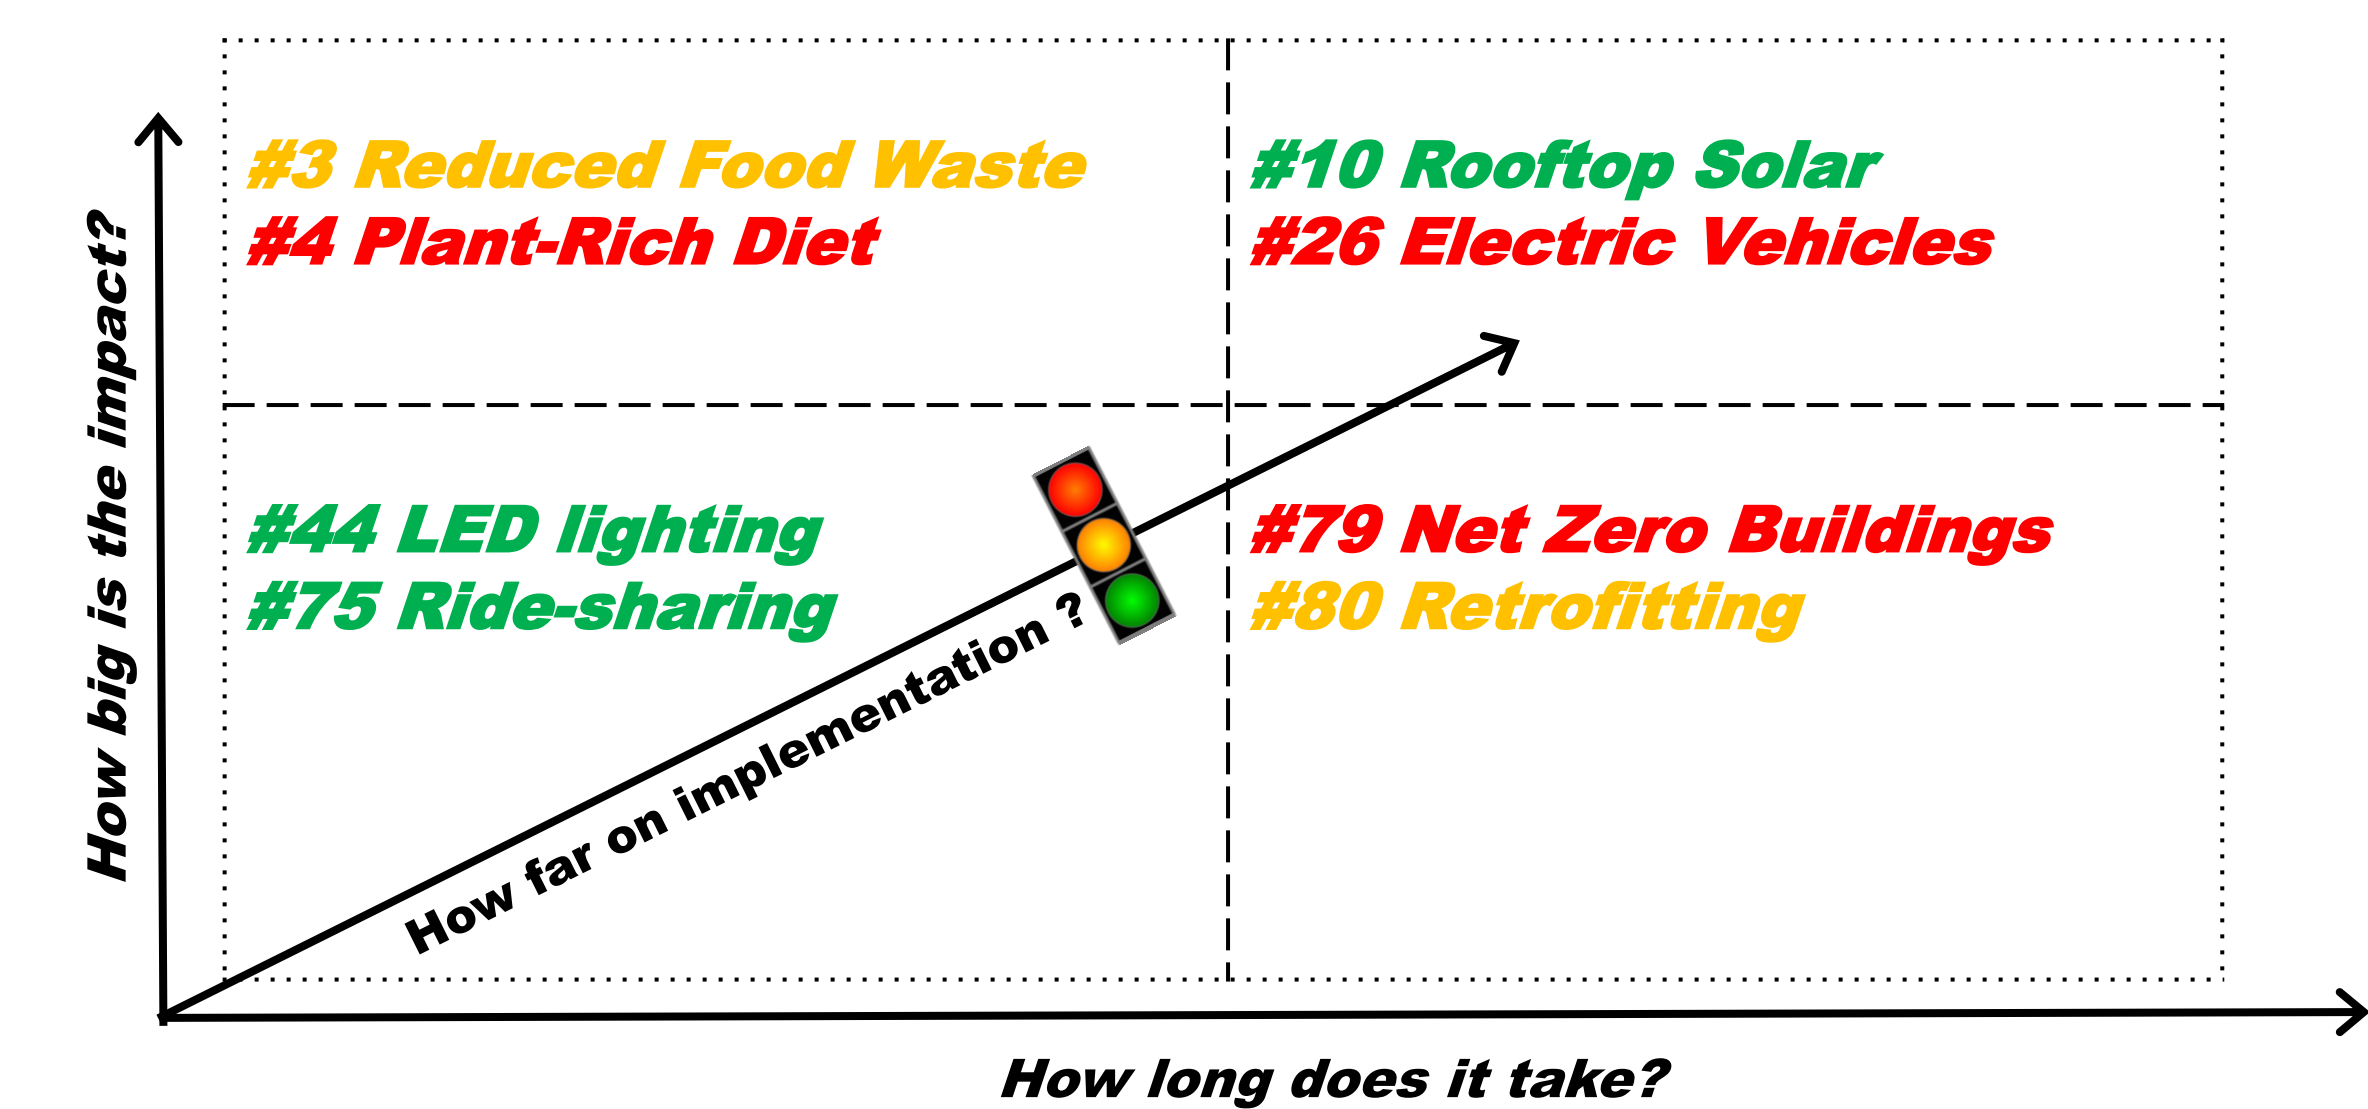 #3 Reduced Food Waste
#4 Plant-Rich Diet
#10 Rooftop Solar
#26 Electric Vehicles
How big is the impact?
#44 LED lighting
#75 Ride-sharing
#79 Net Zero Buildings
#80 Retrofitting
How far on implementation ?
How long does it take?